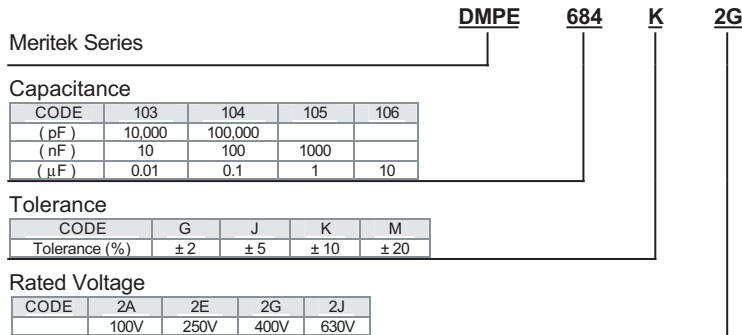 DMPE 684 K 2G
Meritek Series
Capacitance
CODE 103 104 105 106
( pF ) 10,000 100,000
( nF ) 10 100 1000
( μF ) 0.01 0.1 1 10
Tolerance
CODE G J K M
Tolerance (%) ± 2 ± 5 ± 10 ± 20
Rated Voltage
CODE 2A 2E 2G 2J
100V 250V 400V 630V